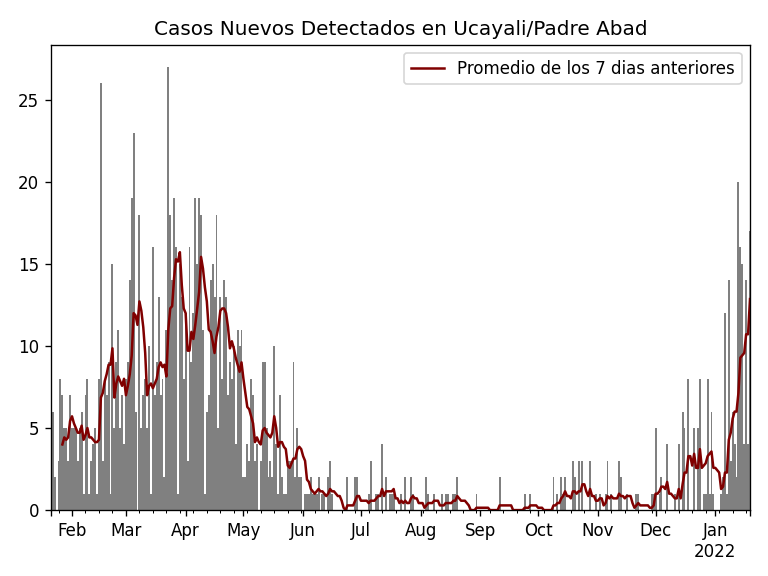 Casos Nuevos Detectados en Ucayali/Padre Abad
Promedio de los 7 dias anteriores
25
20
15
10
5
0
Feb Mar Apr May Jun Jul Aug Sep Oct Nov Dec Jan
2022